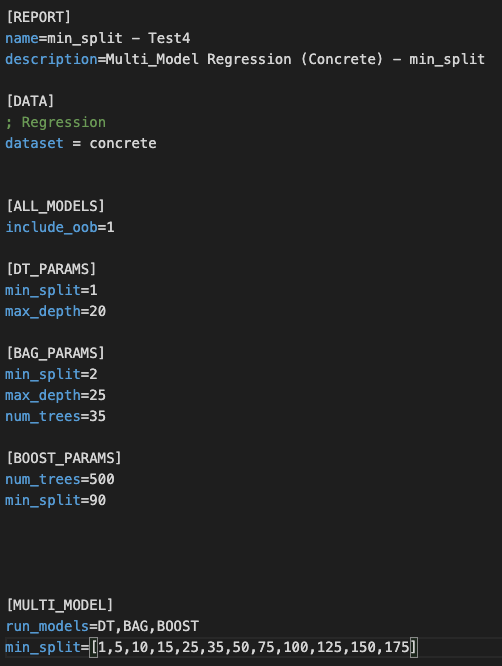 [REPORT]
name=min_split - Test4
description=Multi_Model Regression (Concrete) - min_split
[DATA]
; Regression
dataset = concrete
[ALL_MODELS]
include_oob=1
[DT_PARAMS]
min_split=1
max_depth=20
[BAG_PARAMS]
min_split=2
max_depth=25
num_trees=35
[BOOST_PARAMS]
num_trees=500
min_split=90
[MULTI_MODEL]
run_models=DT,BAG,BOOST
min_split=[1,5,10,15,25,35,50,75,100,125,150,175]